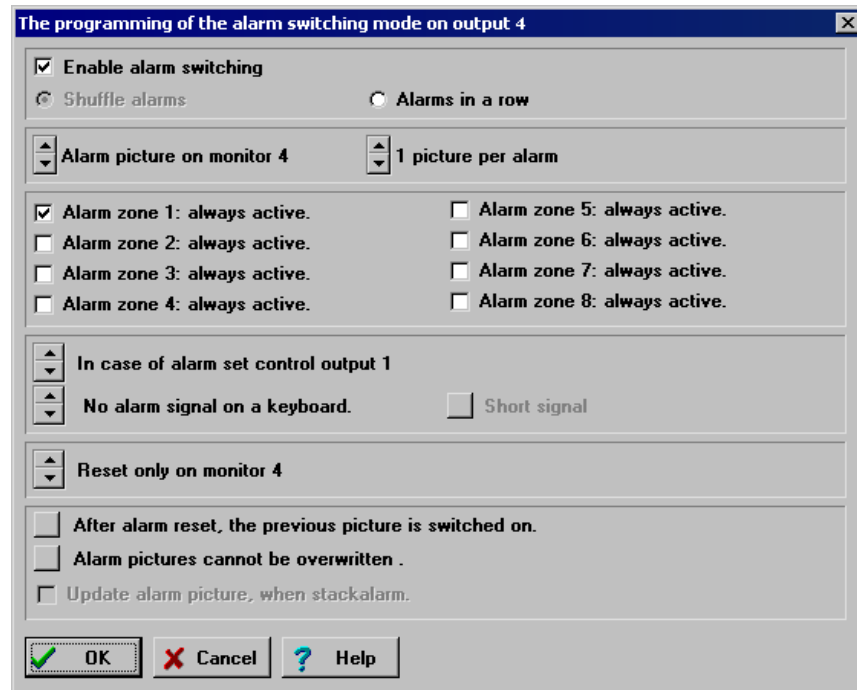 The programming of the alarm switching mode on output 4
Enable alarm switching
Shuffle alarms
Alarms in a row
Alarm picture on monitor 4
1 picture per alarm
Alarm zone 1: always active.
Alarm zone 2: always active.
Alarm zone 3: always active.
Alarm zone 4: always active.
Alarm zone 5: always active.
Alarm zone 6: always active.
Alarm zone 7: always active.
Alarm zone 8: always active.
In case of alarm set control output 1
No alarm signal on a keyboard.
Short signal
Reset only on monitor 4
After alarm reset, the previous picture is switched on.
Alarm pictures cannot be overwritten .
Update alarm picture, when stackalarm.
OK
Cancel
Help